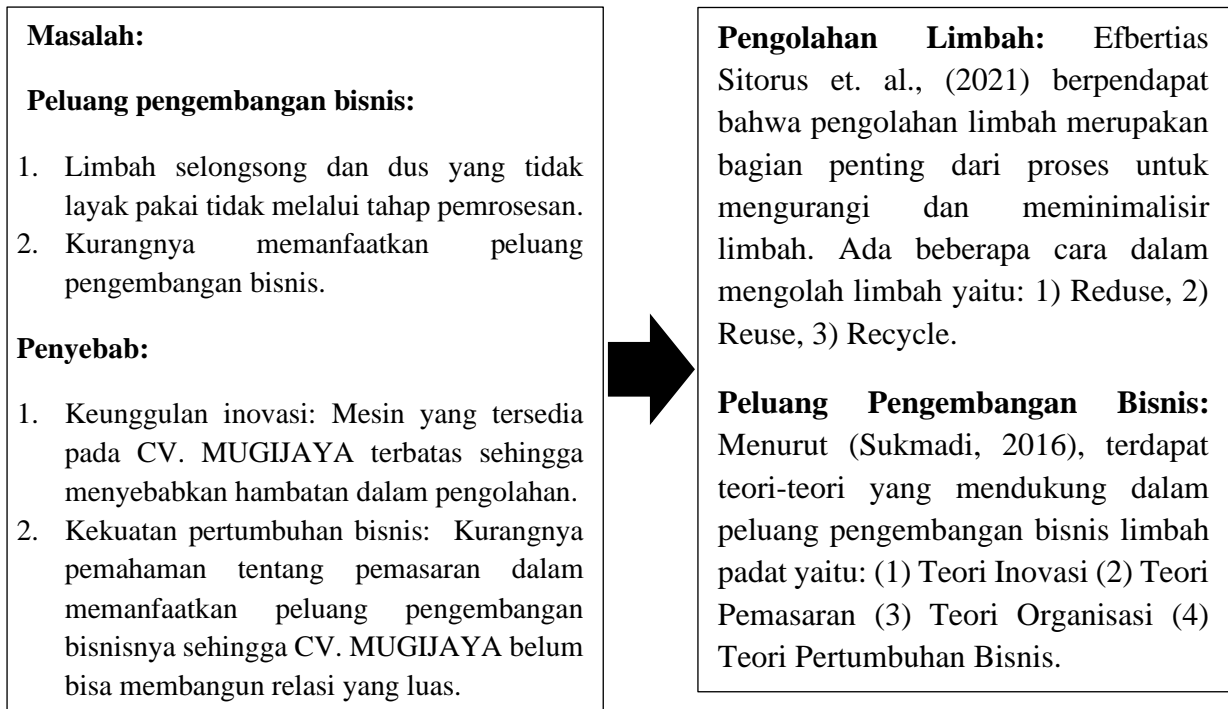 Masalah:
Peluang pengembangan bisnis:
1. Limbah selongsong dan dus yang tidak
layak pakai tidak melalui tahap pemrosesan.
2. Kurangnya memanfaatkan peluang
pengembangan bisnis.
Penyebab:
1. Keunggulan inovasi: Mesin yang tersedia
pada CV. MUGIJAYA terbatas sehingga
menyebabkan hambatan dalam pengolahan.
2. Kekuatan pertumbuhan bisnis: Kurangnya
pemahaman tentang pemasaran dalam
memanfaatkan peluang pengembangan
bisnisnya sehingga CV. MUGIJAYA belum
bisa membangun relasi yang luas.
Pengolahan Limbah: Efbertias
Sitorus et. al., (2021) berpendapat
bahwa pengolahan limbah merupakan
bagian penting dari proses untuk
mengurangi dan meminimalisir
limbah. Ada beberapa cara dalam
mengolah limbah yaitu: 1) Reduse, 2)
Reuse, 3) Recycle.
Peluang Pengembangan Bisnis:
Menurut (Sukmadi, 2016), terdapat
teori-teori yang mendukung dalam
peluang pengembangan bisnis limbah
padat yaitu: (1) Teori Inovasi (2) Teori
Pemasaran (3) Teori Organisasi (4)
Teori Pertumbuhan Bisnis.